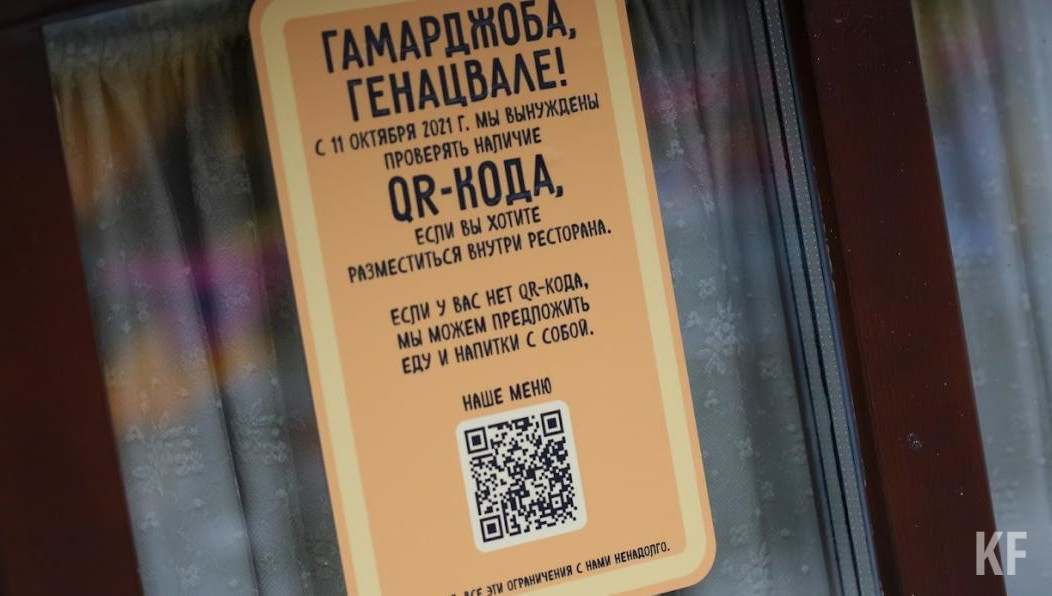 ГАМАРДЖОБА,
ГЕНАЦВАЛЕ!
С 11 ОКТЯБРЯ 2021 Г. МЫ ВЫНУЖДЕНЫ
ПРОВЕРЯТЬ НАЛИЧИЕ
QR-КОДА,
ЕСЛИ ВЫ ХОТИТЕ
РАЗМЕСТИТЬСЯ ВНУТРИ РЕСТОРАНА.
ЕСЛИ У ВАС НЕТ QR-КОДА,
МЫ МОЖЕМ ПРЕДЛОЖИТЬ
ЕДУ И НАПИТКИ С СОБОЙ.
НАШЕ МЕНЮ
ВСЕ ЭТИ ОГРАНИЧЕНИЯ С НАМИ НЕНАДОЛГО.
KF